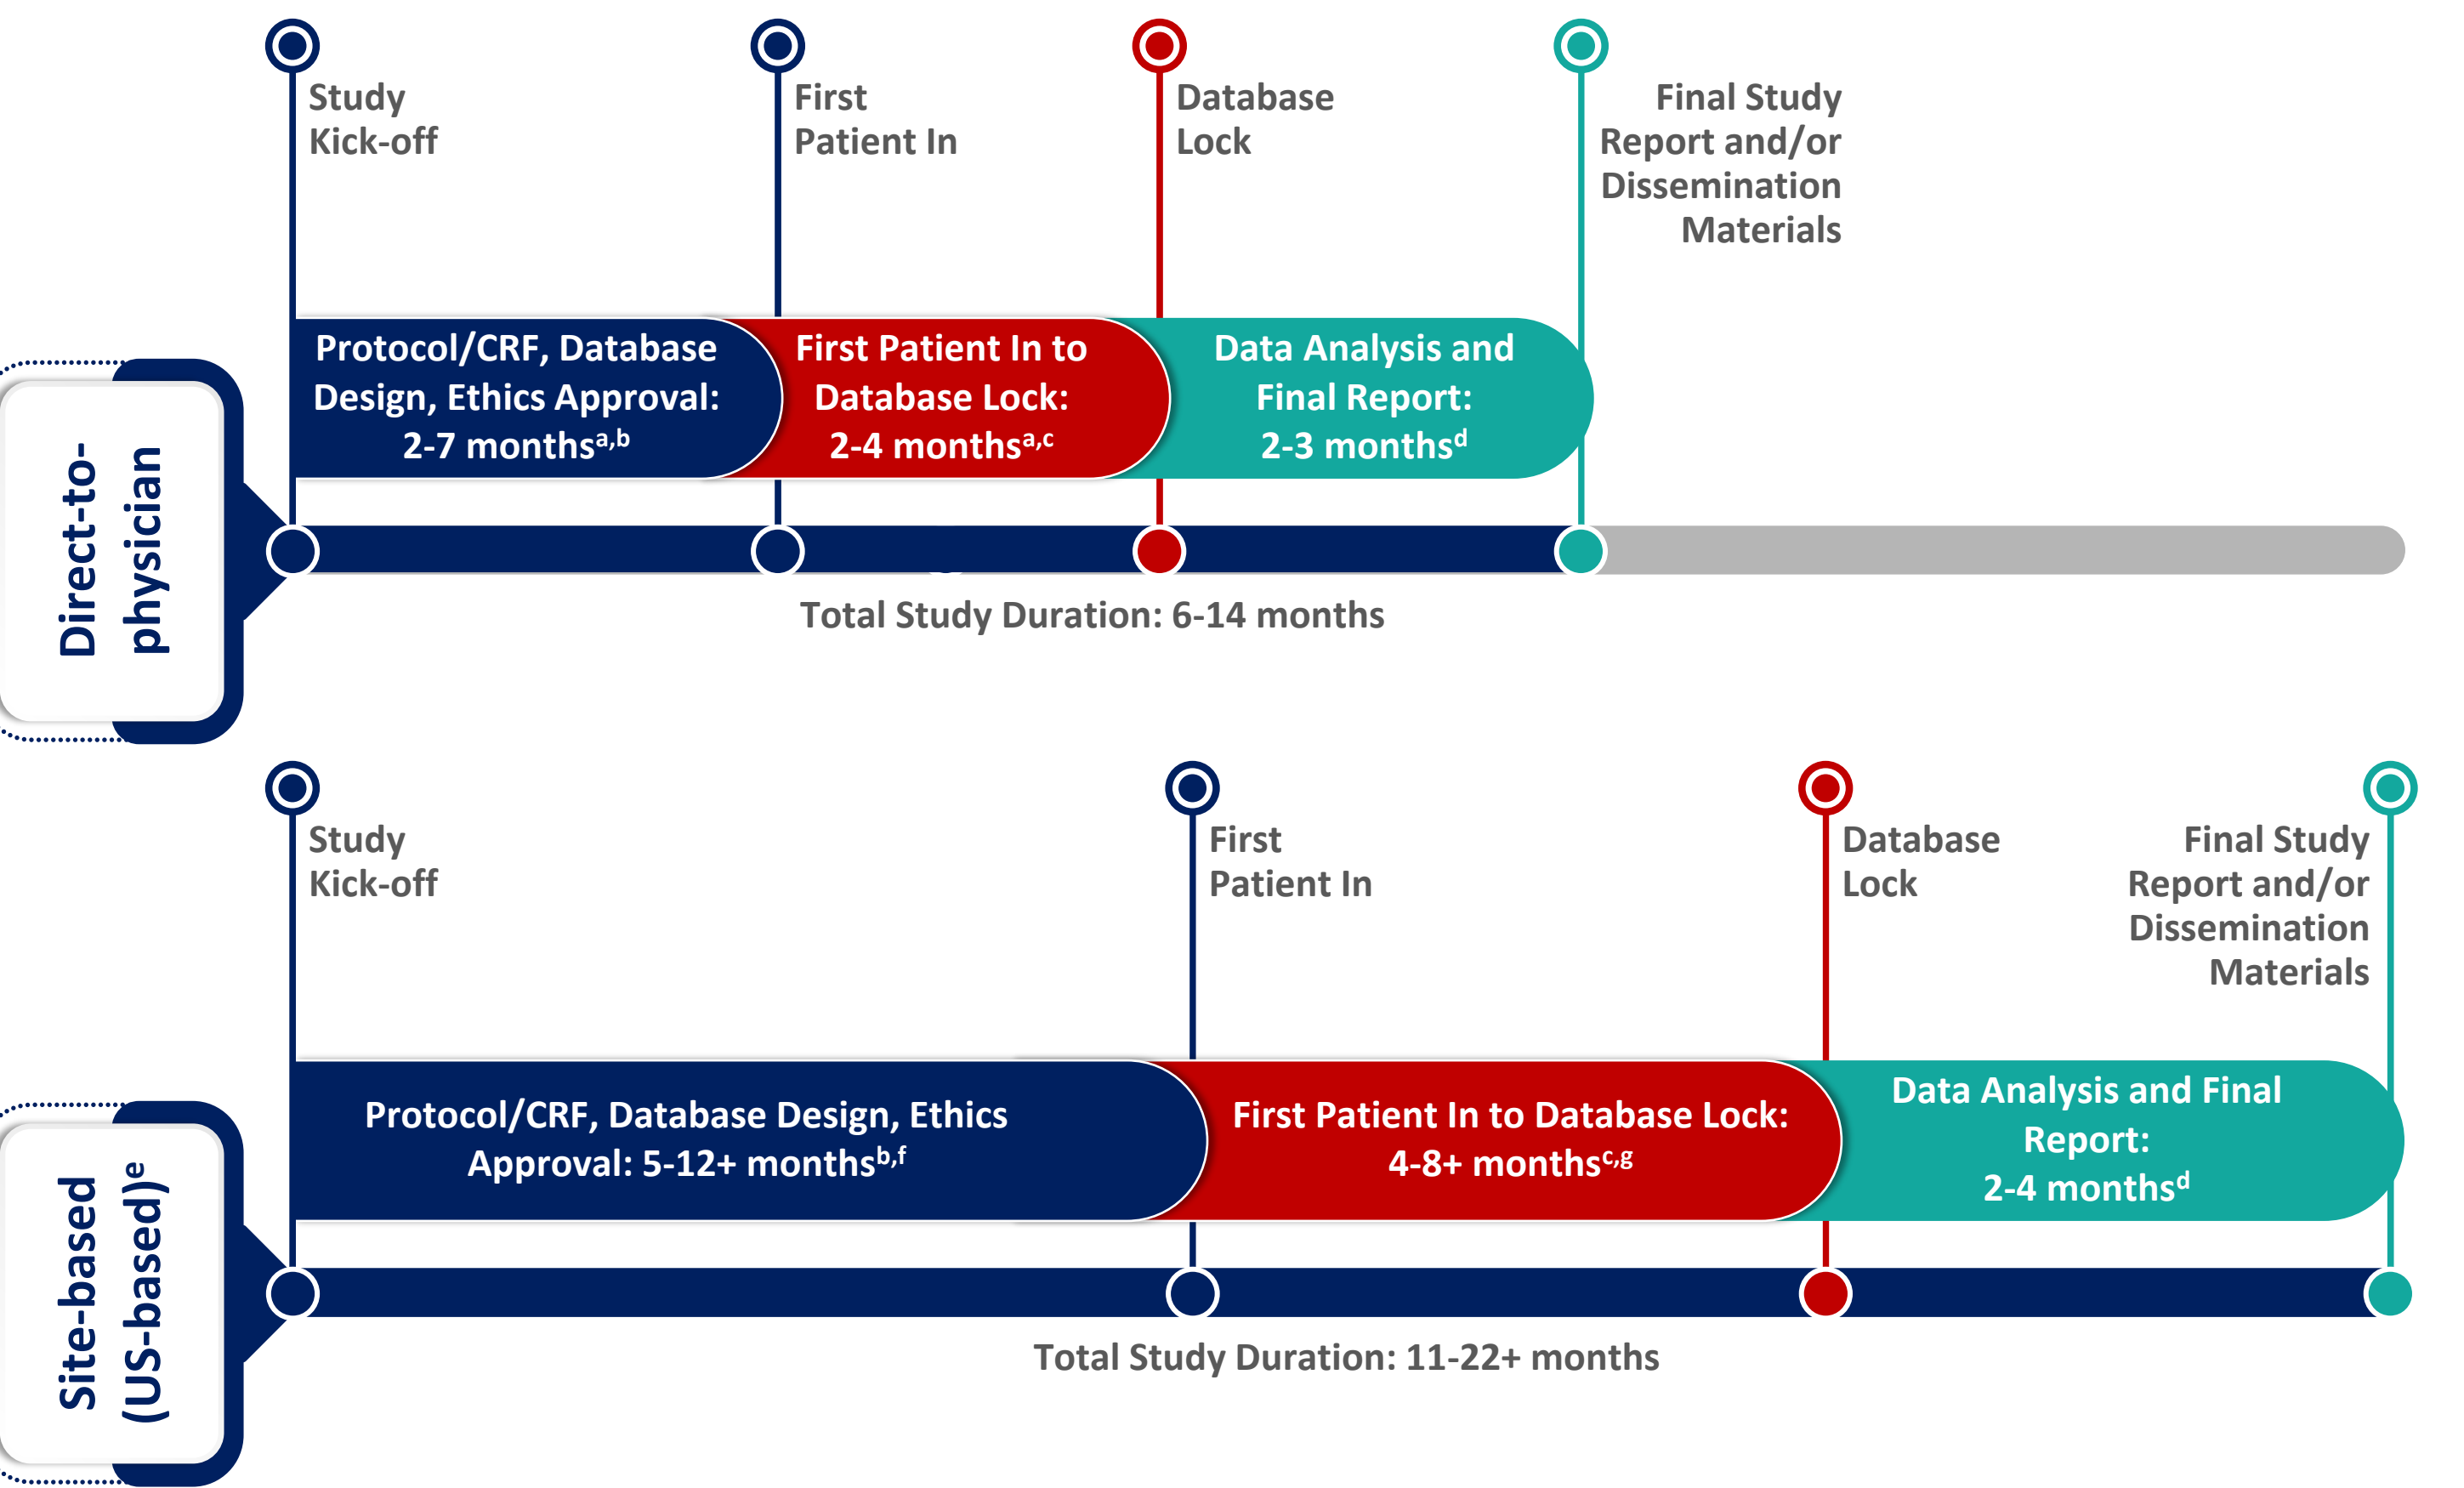 Study
Kick-off
First
Patient In
Database
Lock
Final Study
Report and/or
Dissemination
Materials
Direct-to-
physician
Protocol/CRF, Database
Design, Ethics Approval:
2-7 monthsa,b
First Patient In to
Database Lock:
2-4 monthsa,c
Data Analysis and
Final Report:
2-3 monthsd
Total Study Duration: 6-14 months
Study
Kick-off
First
Patient In
Database
Lock
Final Study
Report and/or
Dissemination
Materials
Site-based
(US-based)e
Protocol/CRF, Database Design, Ethics
Approval: 5-12+ monthsb,f
First Patient In to Database Lock:
4-8+ monthsc,g
Data Analysis and Final
Report:
2-4 monthsd
Total Study Duration: 11-22+ months